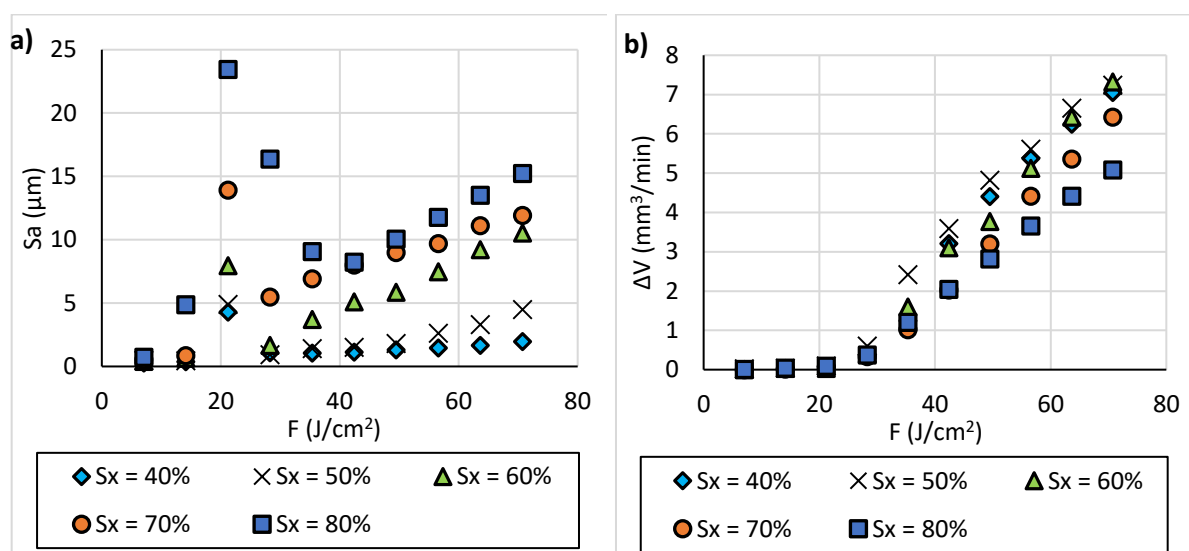 a)
25
20
15
10
5
0
Sa (μm)
0 20 40 60 80
F (J/cm²)
Sx = 40% Sx = 50% Sx = 60%
Sx = 70% Sx = 80%
b)
8
7
6
5
4
3
2
1
0
ΔV (mm³/min)
0 20 40 60 80
F (J/cm²)
Sx = 40% Sx = 50% Sx = 60%
Sx = 70% Sx = 80%